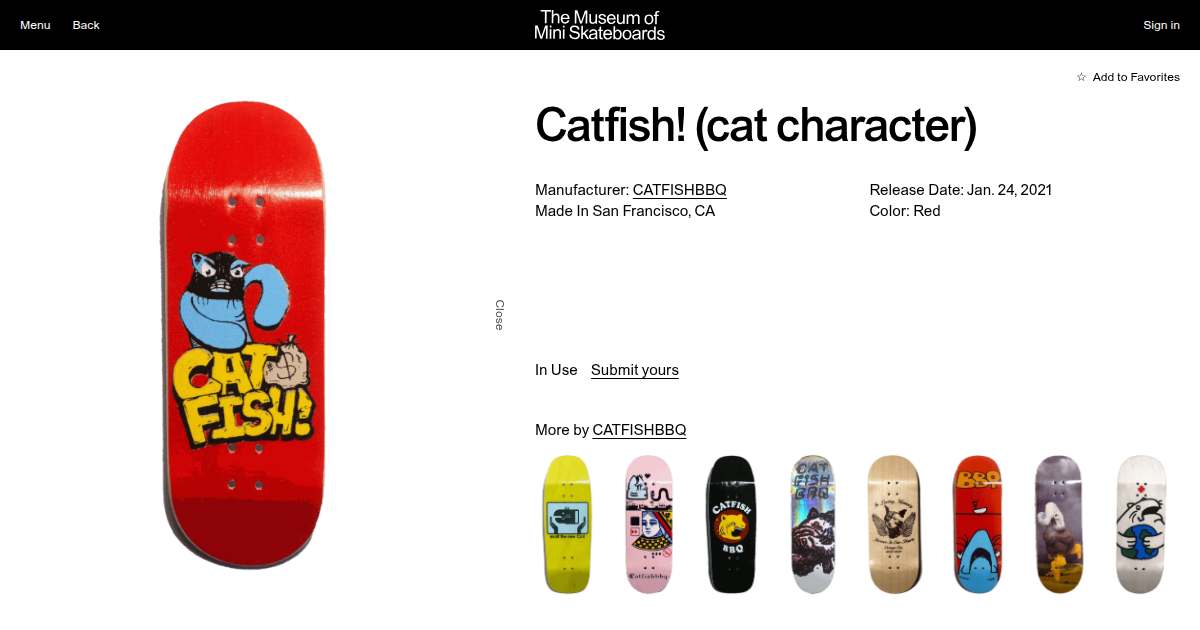 Menu
Back
The Museum of
Mini Skateboards
Sign in
☆ Add to Favorites
Catfish! (cat character)
Manufacturer: CATFISHBBQ
Made In San Francisco, CA
Release Date: Jan. 24, 2021
Color: Red
Close
CAT
FISH!
$
In Use Submit yours
More by CATFISHBBQ
Catfishbbq
CATFISH
BBQ
CAT
FISH
BBQ
BBQ